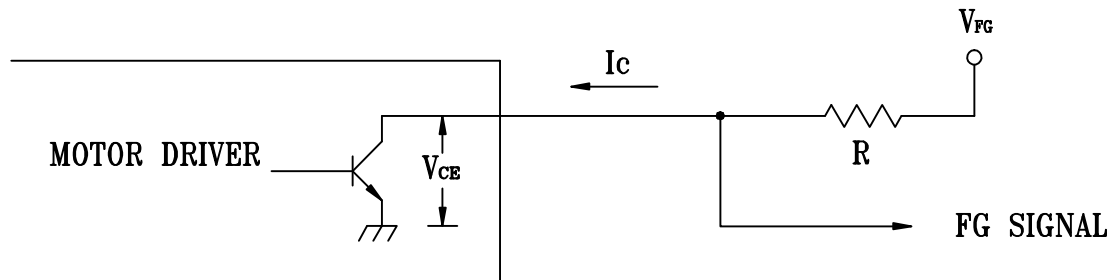 VFG
Ic
MOTOR DRIVER
VCE
R
FG SIGNAL